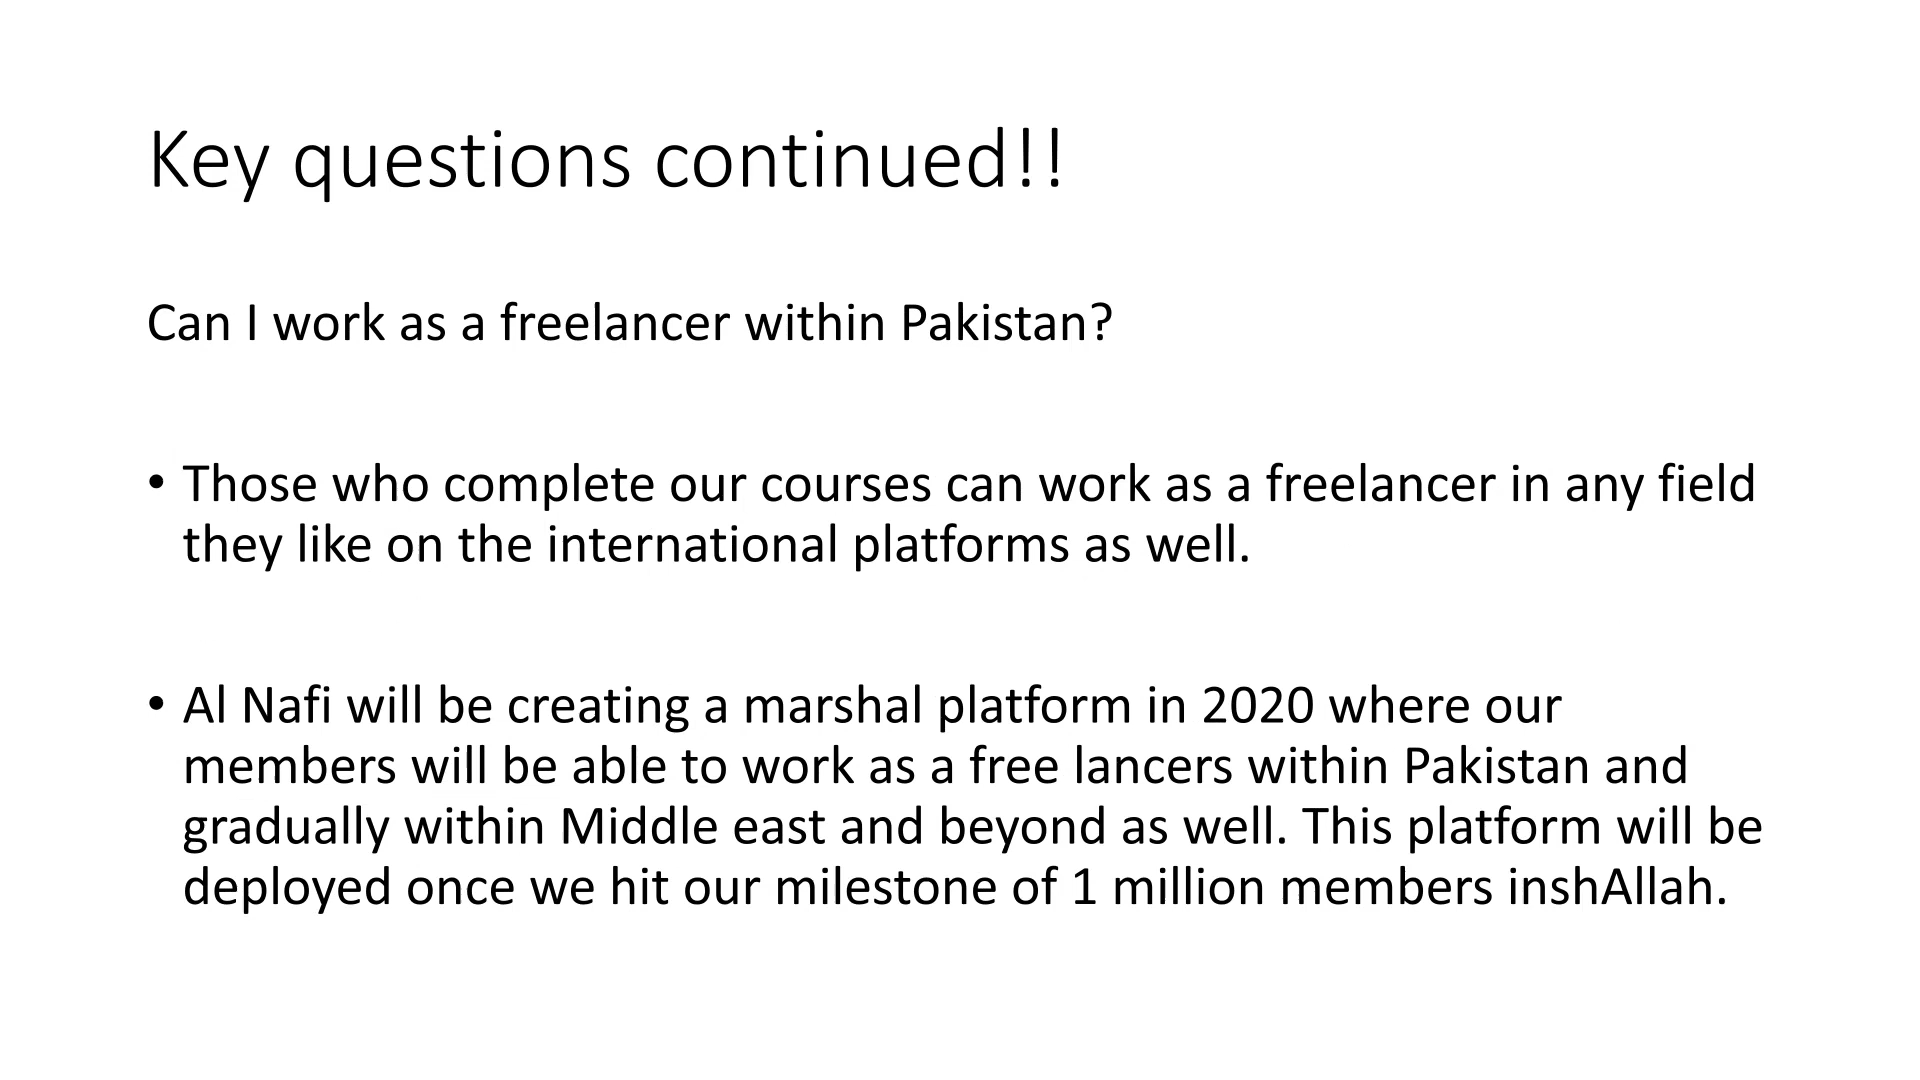 Key questions continued!!
Can I work as a freelancer within Pakistan?
• Those who complete our courses can work as a freelancer in any field
they like on the international platforms as well.
• Al Nafi will be creating a marshal platform in 2020 where our
members will be able to work as a free lancers within Pakistan and
gradually within Middle east and beyond as well. This platform will be
deployed once we hit our milestone of 1 million members inshAllah.